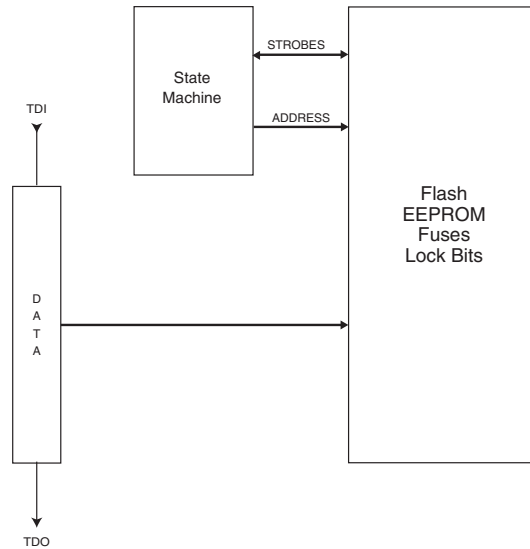 STROBES
State
Machine
ADDRESS
TDI
Flash
EEPROM
Fuses
Lock Bits
D
A
T
A
TDO